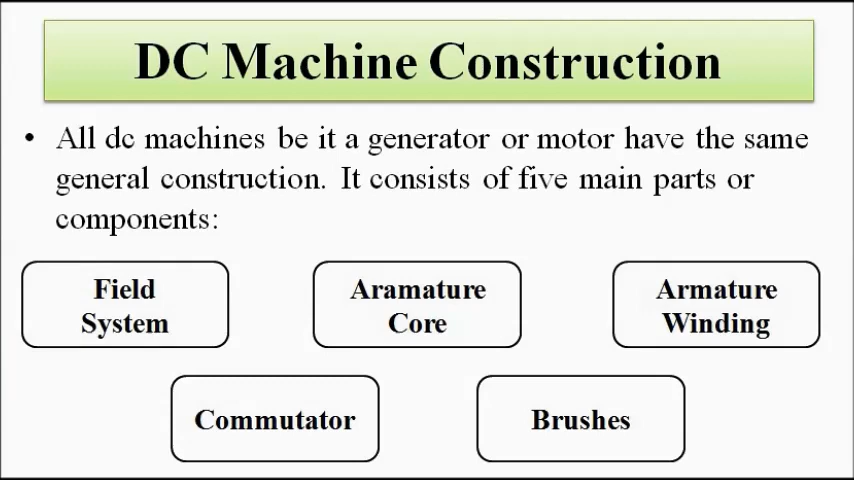 DC Machine Construction
• All dc machines be it a generator or motor have the same
general construction. It consists of five main parts or
components:
Field
System
Aramature
Core
Armature
Winding
Commutator
Brushes